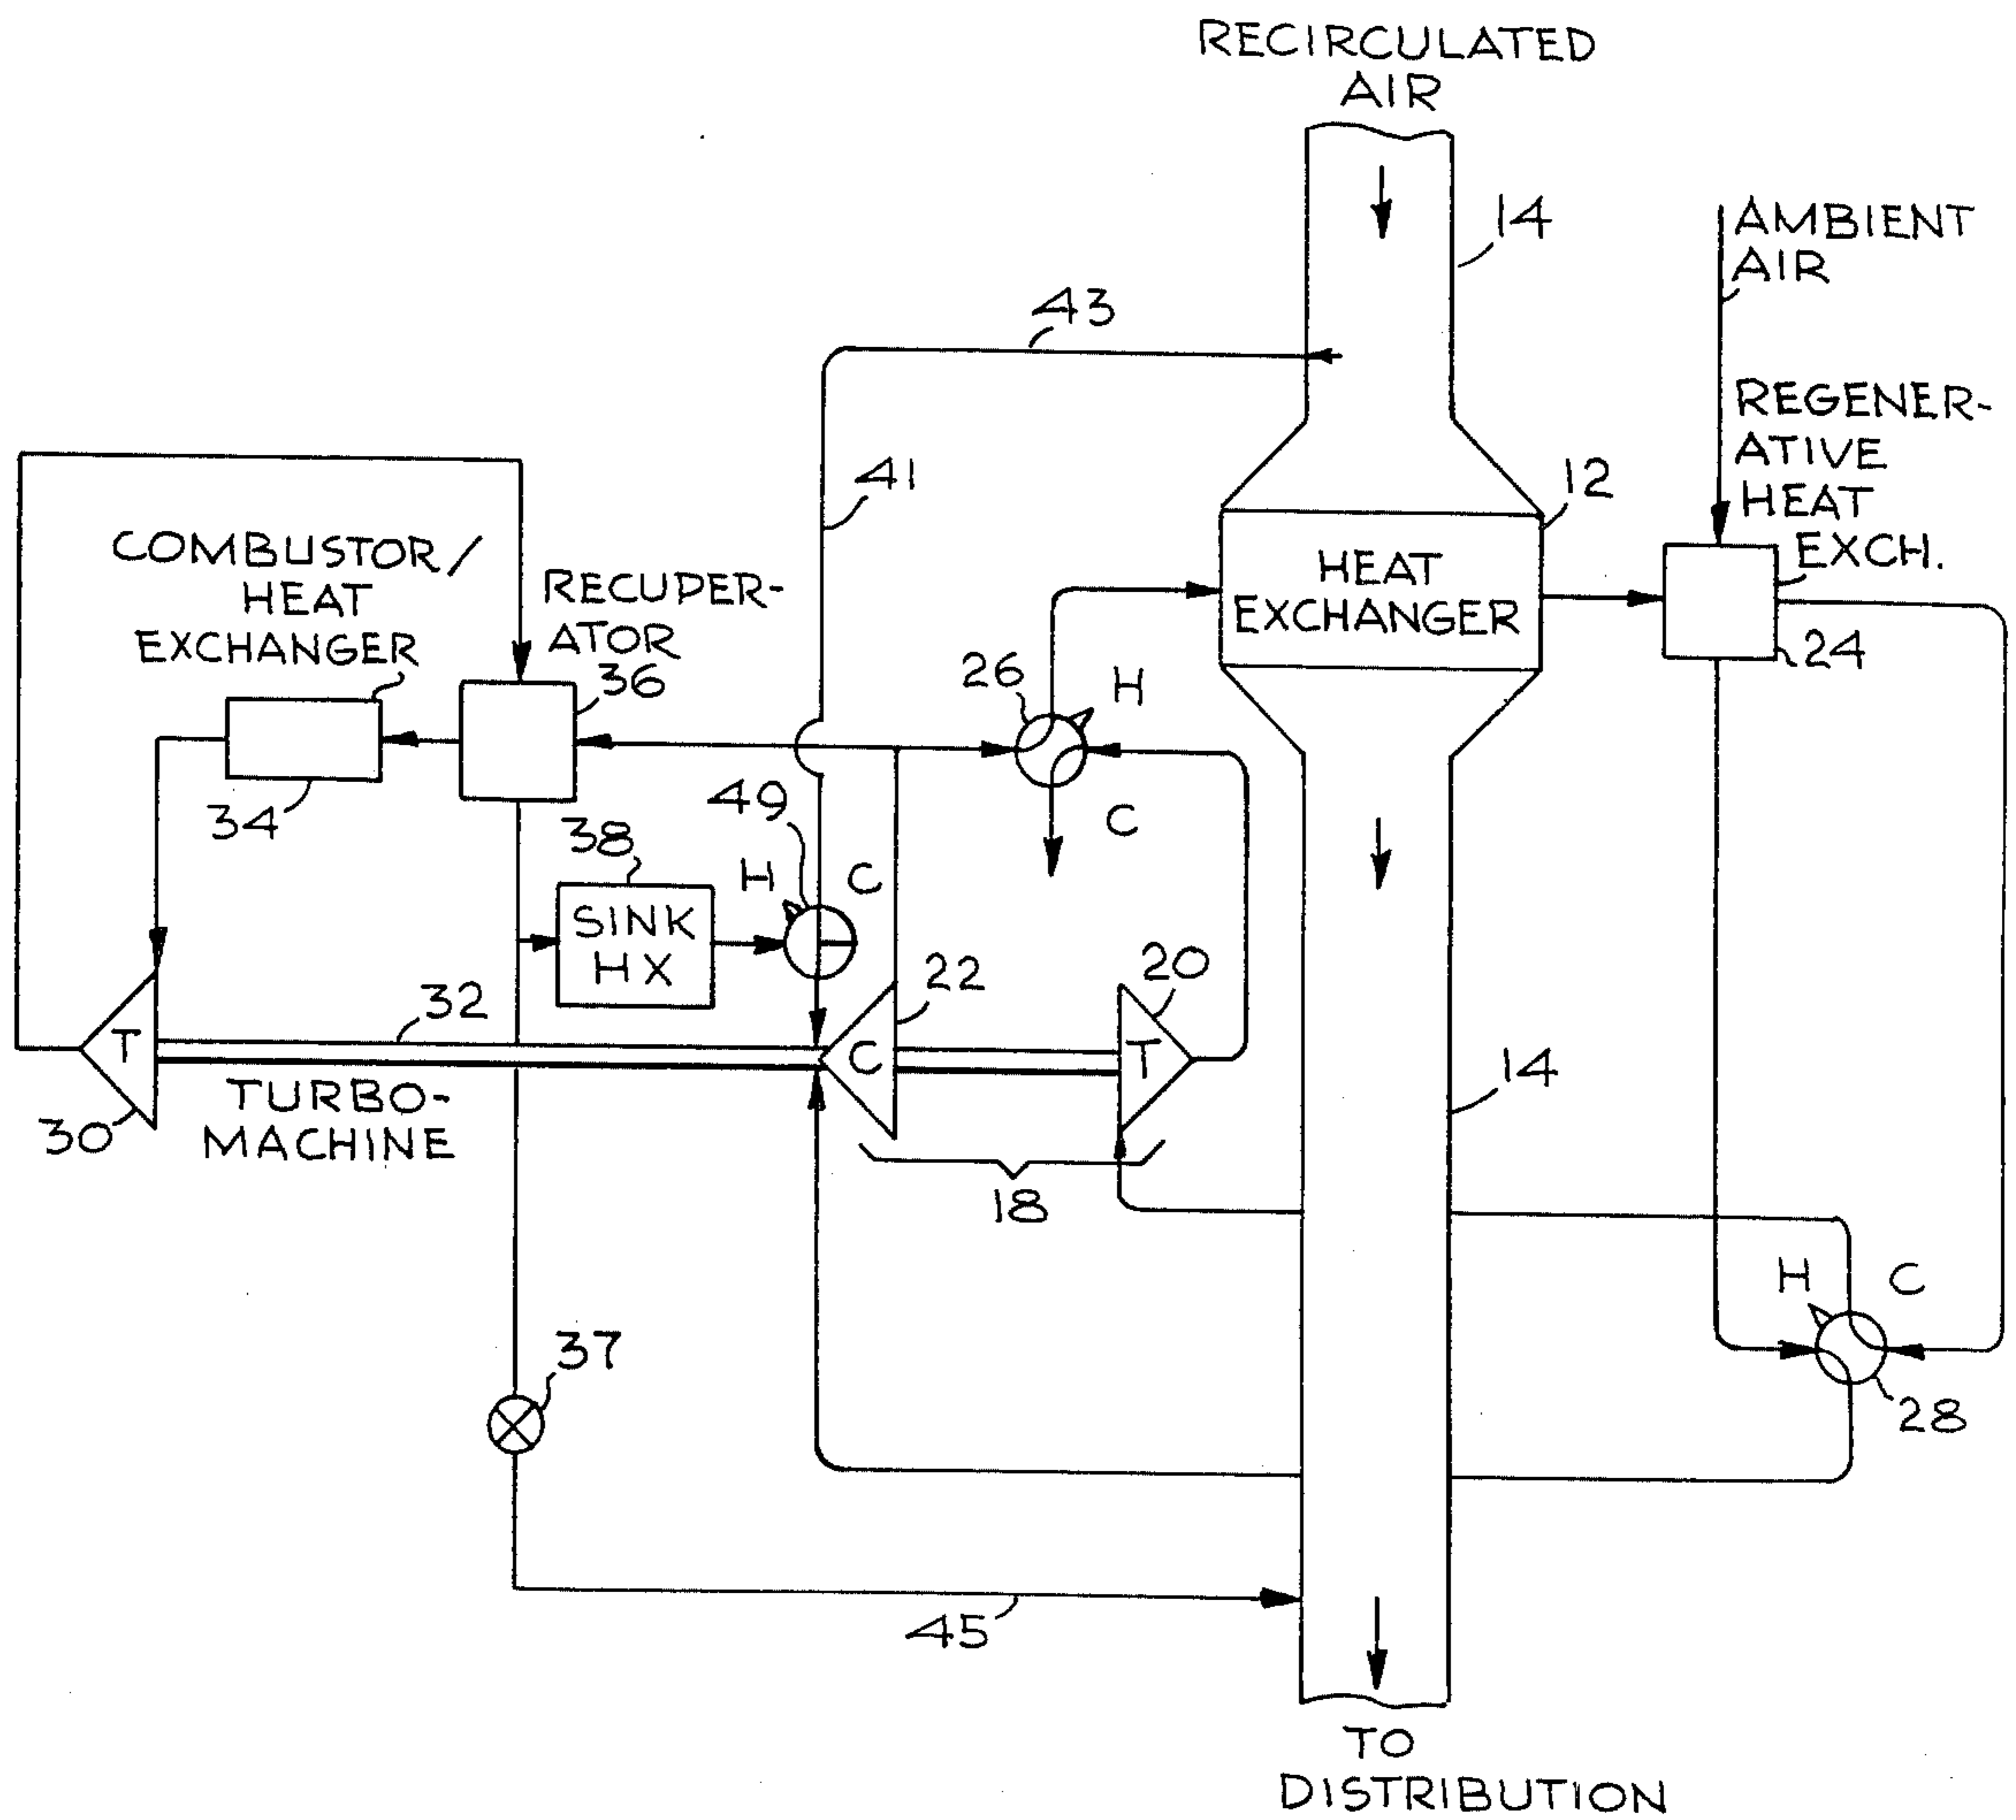 RECIRCULATED
AIR
14
AMBIENT
AIR
43
REGENER-
ATIVE
HEAT
EXCH.
41
12
COMBUSTOR/
HEAT
EXCHANGER
RECUPER-
ATOR
36
HEAT
EXCHANGER
24
26
H
C
34
49
38
H
C
SINK
HX
22
20
32
T
C
T
14
30
TURBO-
MACHINE
18
H
C
37
28
45
TO
DISTRIBUTION